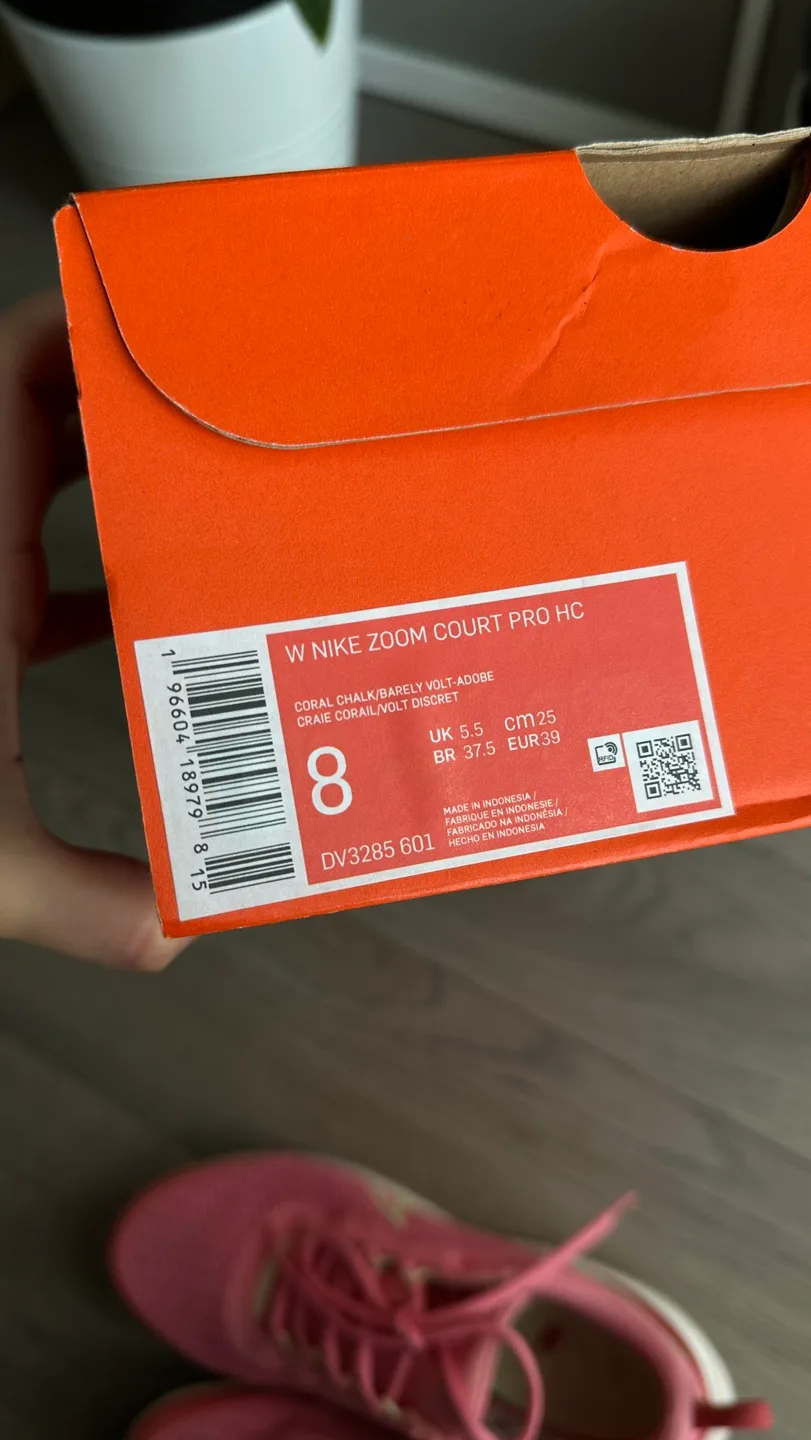 W NIKE ZOOM COURT PRO HC
CORAL CHALK/BARELY VOLT-ADOBE
CRAIE CORAIL/VOLT DISCRET
8
UK 5.5 cm 25
BR 37.5 EUR 39
DV3285 601
MADE IN INDONESIA /
FABRIQUE EN INDONESIE /
FABRICADO NA INDONÉSIA /
HECHO EN INDONESIA
RFID
1 96604 18979 8 15